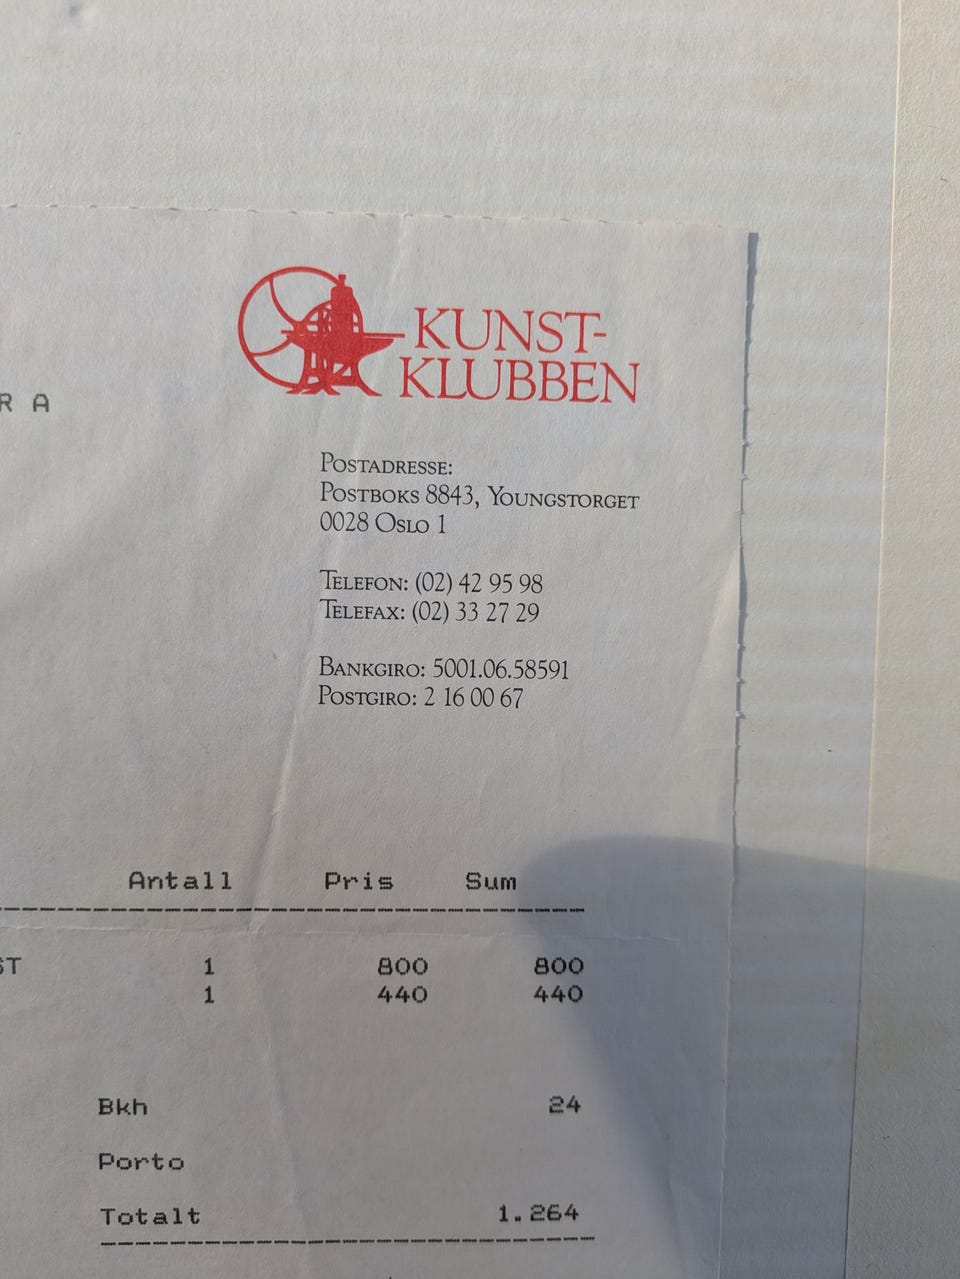 KUNST-
KLUBBEN
R A
POSTADRESSE:
POSTBOKS 8843, YOUNGSTORGET
0028 OSLO 1
TELEFON: (02) 42 95 98
TELEFAX: (02) 33 27 29
BANKGIRO: 5001.06.58591
POSTGIRO: 2 16 00 67
Antall Pris Sum
ST 1 800 800
1 440 440
Bkh 24
Porto
Totalt 1.264